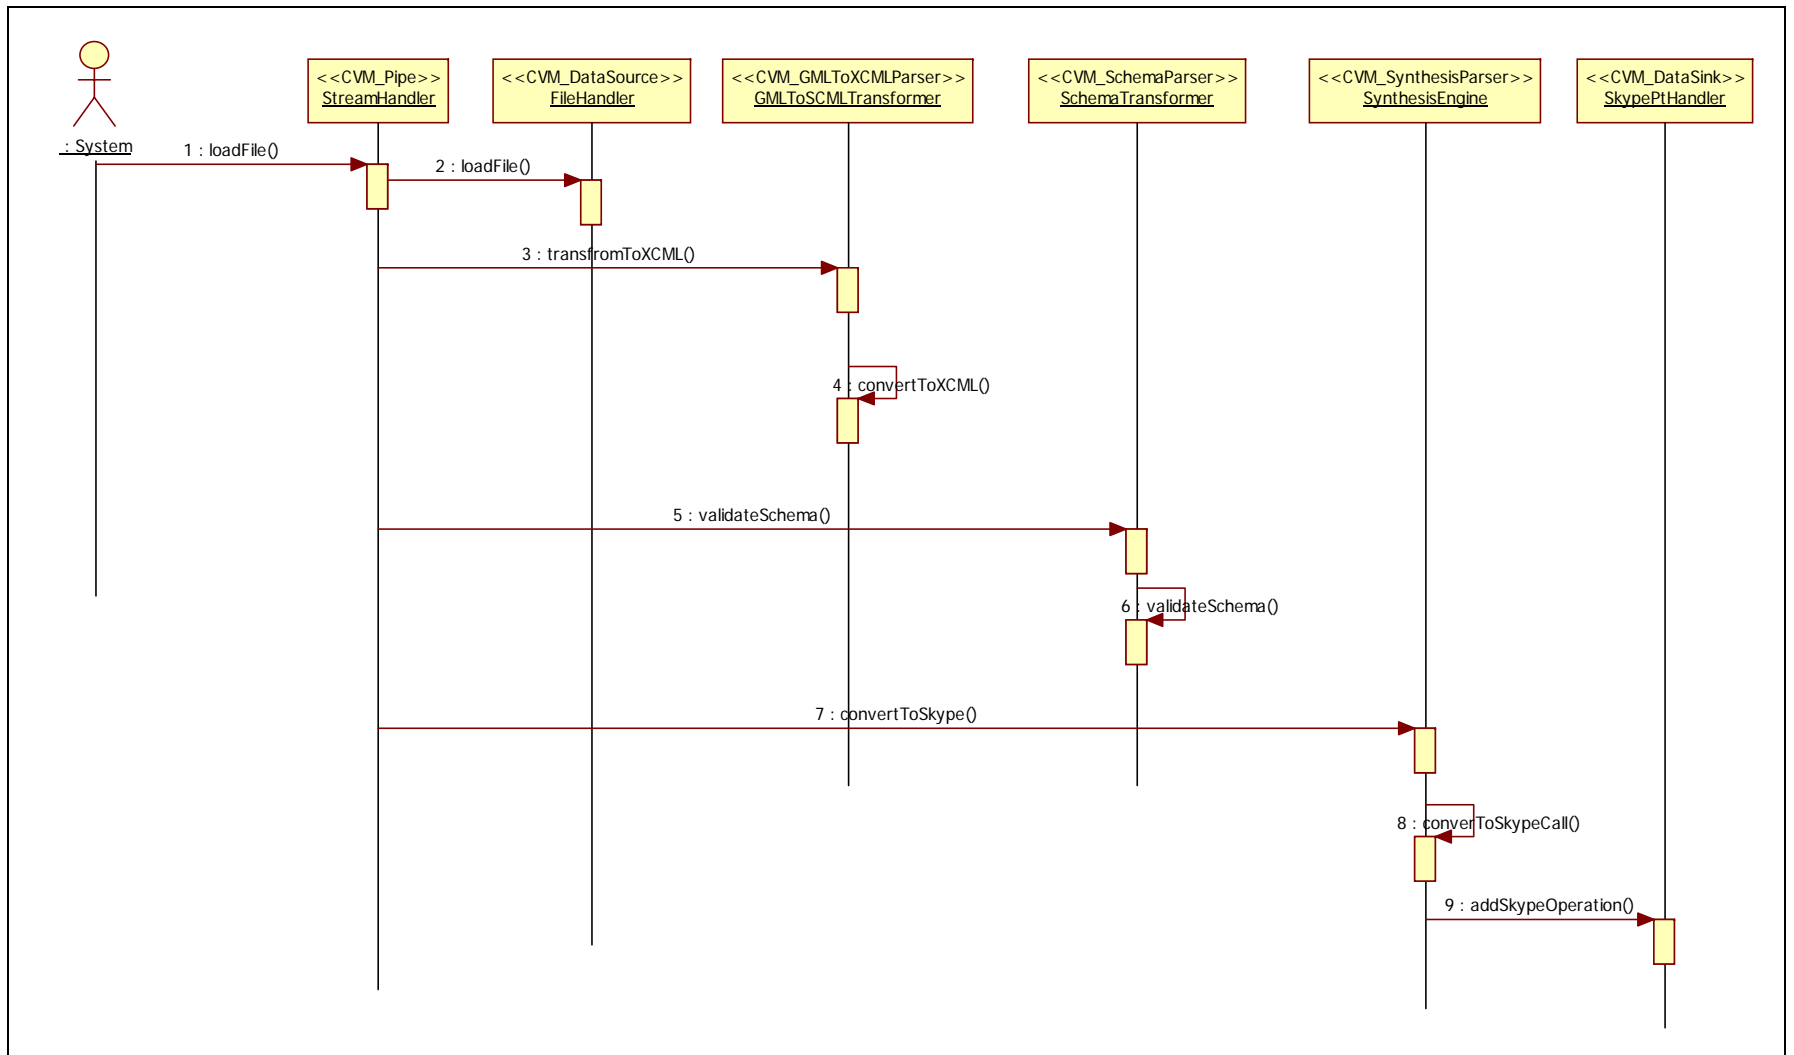 <<CVM_Pipe>>
StreamHandler
<<CVM_DataSource>>
FileHandler
<<CVM_GMLToXCMLParser>>
GMLToSCMLTransformer
<<CVM_SchemaParser>>
SchemaTransformer
<<CVM_SynthesisParser>>
SynthesisEngine
<<CVM_DataSink>>
SkypePtHandler
: System
1 : loadFile()
2 : loadFile()
3 : transfromToXCML()
4 : convertToXCML()
5 : validateSchema()
6 : validateSchema()
7 : convertToSkype()
8 : converToSkypeCall()
9 : addSkypeOperation()